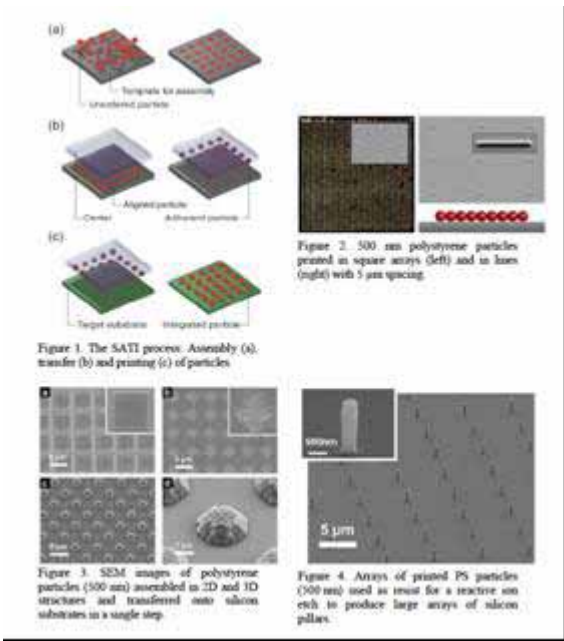 (a)
Template for assembly
Unordered particle
(b)
Aligned particle
Carrier
Adherent particle
(c)
Target substrate
Integrated particle
Figure 1. The SATI process: Assembly (a),
transfer (b) and printing (c) of particles
Figure 2. 500 nm polystyrene particles
printed in square arrays (left) and in lines
(right) with 5 µm spacing.
a
b
c
d
Figure 3. SEM images of polystyrene
particles (500 nm) assembled in 2D and 3D
structures and transferred onto silicon
substrates in a single step.
500nm
5 µm
Figure 4. Arrays of printed PS particles
(500 nm) used as resist for a reactive ion
etch to produce large arrays of silicon
pillars.